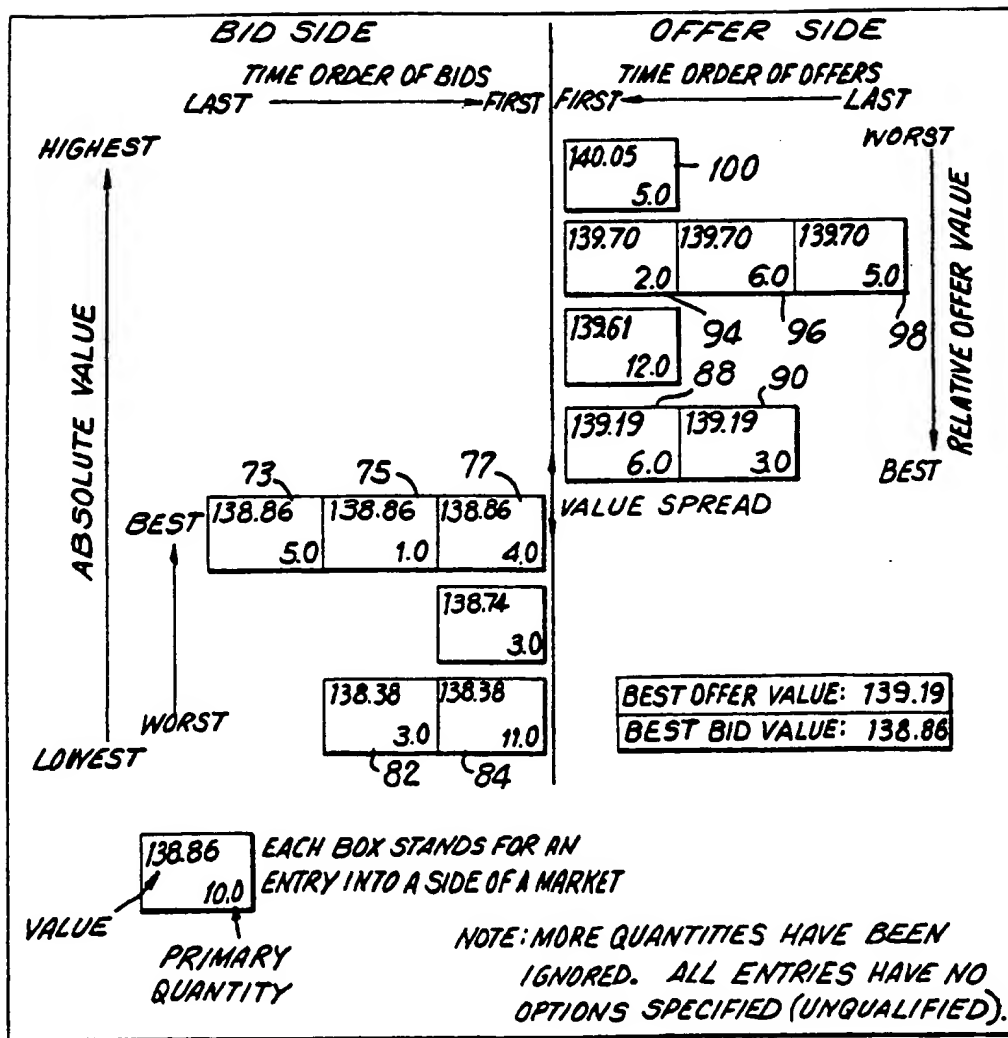 BID SIDE
OFFER SIDE
TIME ORDER OF BIDS
LAST FIRST
TIME ORDER OF OFFERS
FIRST LAST
HIGHEST
ABSOLUTE VALUE
LOWEST
WORST
RELATIVE OFFER VALUE
BEST
140.05
5.0
100
139.70 139.70 139.70
2.0 6.0 5.0
94 96 98
139.61
12.0
88 90
139.19 139.19
6.0 3.0
VALUE SPREAD
73 75 77
BEST
138.86 138.86 138.86
5.0 1.0 4.0
138.74
3.0
WORST
138.38 138.38
3.0 11.0
82 84
BEST OFFER VALUE: 139.19
BEST BID VALUE: 138.86
138.86
10.0
VALUE
PRIMARY
QUANTITY
EACH BOX STANDS FOR AN
ENTRY INTO A SIDE OF A MARKET
NOTE: MORE QUANTITIES HAVE BEEN
IGNORED. ALL ENTRIES HAVE NO
OPTIONS SPECIFIED (UNQUALIFIED).